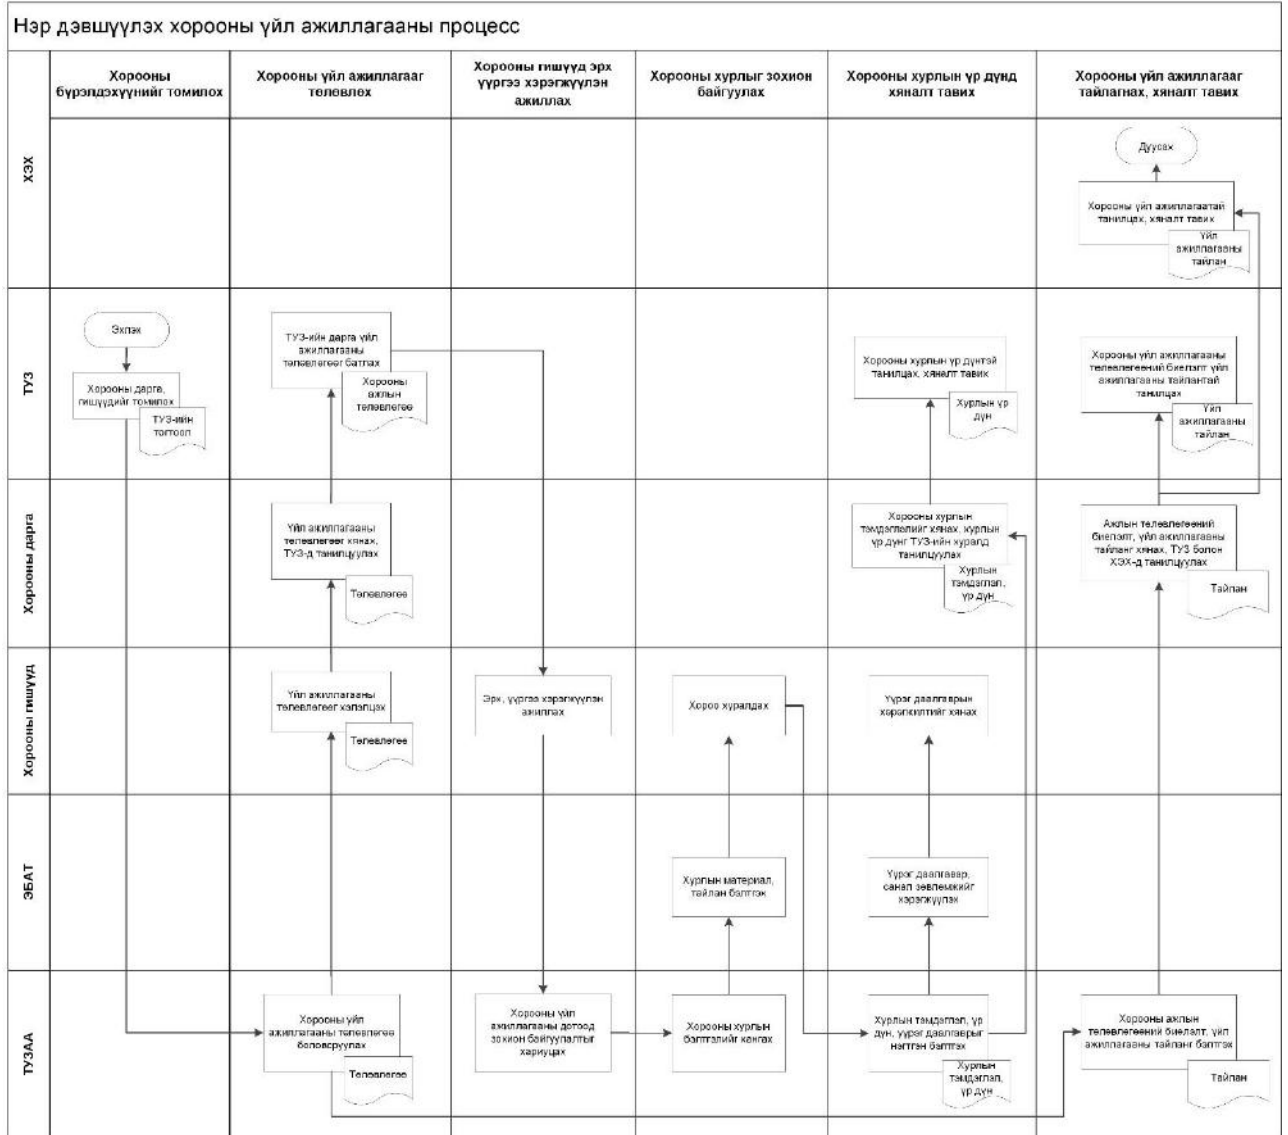 Нэр дэвшүүлэх хорооны үйл ажиллагааны процесс
Хорооны
бүрэлдэхүүнийг томилох
Хорооны үйл ажиллагааг
төлөвлөх
Хорооны гишүүд эрх
үүргээ хэрэгжүүлэн
ажиллах
Хорооны хурлыг зохион
байгуулах
Хорооны хурлын үр дүнд
хяналт тавих
Хорооны үйл ажиллагааг
тайлагнах, хяналт тавих
ХЭХ
Дуусах
Хорооны үйл ажиллагаатай
танилцах, хяналт тавих
Үйл
ажиллагааны
тайлан
ТУЗ
Эхлэх
Хорооны дарга,
гишүүдийг томилох
ТУЗ-ийн
тогтоол
ТУЗ-ийн дарга үйл
ажиллагааны
төлөвлөгөөг батлах
Хорооны
ажлын
төлөвлөгөө
Хорооны хурлын үр дүнтэй
танилцах, хяналт тавих
Хурлын үр
дүн
Хорооны үйл ажиллагааны
төлөвлөгөөний биелэлт үйл
ажиллагааны тайлантай
танилцах
Үйл
ажиллагааны
тайлан
Хорооны дарга
Үйл ажиллагааны
төлөвлөгөөг хянах,
ТУЗ-д танилцуулах
Төлөвлөгөө
Хорооны хурлын
тэмдэглэлийг хянах, хурлын
үр дүнг ТУЗ-ийн хуралд
танилцуулах
Хурлын
тэмдэглэл,
үр дүн
Ажлын төлөвлөгөөний
биелэлт, үйл ажиллагааны
тайланг хянах, ТУЗ болон
ХЭХ-д танилцуулах
Тайлан
Хорооны гишүүд
Үйл ажиллагааны
төлөвлөгөөг хэлэлцэх
Төлөвлөгөө
Эрх, үүргээ хэрэгжүүлэн
ажиллах
Хороо хуралдах
Үүрэг даалгаврын
хэрэгжилтийг хянах
ЭБАТ
Хурлын материал,
тайлан бэлтгэх
Үүрэг даалгавар,
санал зөвлөмжийг
хэрэгжүүлэх
ТУЗАА
Хорооны үйл
ажиллагааны төлөвлөгөө
боловсруулах
Төлөвлөгөө
Хорооны үйл
ажиллагааны дотоод
зохион байгуулалтыг
хариуцах
Хорооны хурлын
бэлтгэлийг хангах
Хурлын тэмдэглэл, үр
дүн, үүрэг даалгаврыг
нэгтгэн бэлтгэх
Хурлын
тэмдэглэл,
үр дүн
Хорооны ажлын
төлөвлөгөөний биелэлт, үйл
ажиллагааны тайланг бэлтгэх
Тайлан